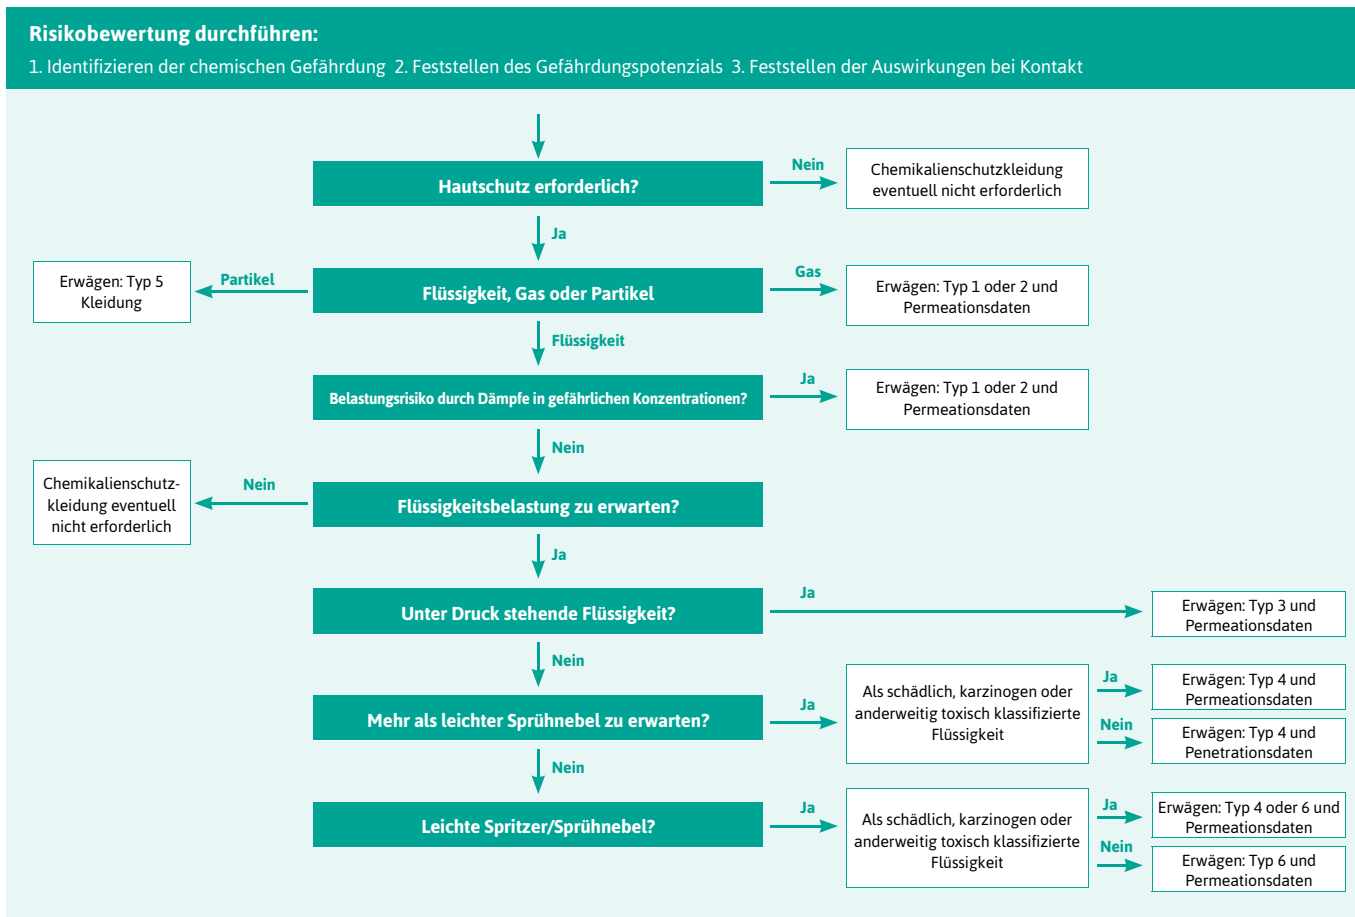 Risikobewertung durchführen:
1. Identifizieren der chemischen Gefährdung 2. Feststellen des Gefährdungspotenzials 3. Feststellen der Auswirkungen bei Kontakt
Hautschutz erforderlich?
Nein
Chemikalienschutzkleidung
eventuell nicht erforderlich
Ja
Erwägen: Typ 5
Kleidung
Partikel
Flüssigkeit, Gas oder Partikel
Gas
Erwägen: Typ 1 oder 2 und
Permeationsdaten
Flüssigkeit
Belastungsrisiko durch Dämpfe in gefährlichen Konzentrationen?
Ja
Erwägen: Typ 1 oder 2 und
Permeationsdaten
Nein
Chemikalienschutz-
kleidung eventuell
nicht erforderlich
Nein
Flüssigkeitsbelastung zu erwarten?
Ja
Unter Druck stehende Flüssigkeit?
Ja
Erwägen: Typ 3 und
Permeationsdaten
Nein
Mehr als leichter Sprühnebel zu erwarten?
Ja
Als schädlich, karzinogen oder
anderweitig toxisch klassifizierte
Flüssigkeit
Ja
Erwägen: Typ 4 und
Permeationsdaten
Nein
Erwägen: Typ 4 und
Penetrationsdaten
Nein
Leichte Spritzer/Sprühnebel?
Ja
Als schädlich, karzinogen oder
anderweitig toxisch klassifizierte
Flüssigkeit
Ja
Erwägen: Typ 4 oder 6 und
Permeationsdaten
Nein
Erwägen: Typ 6 und
Permeationsdaten